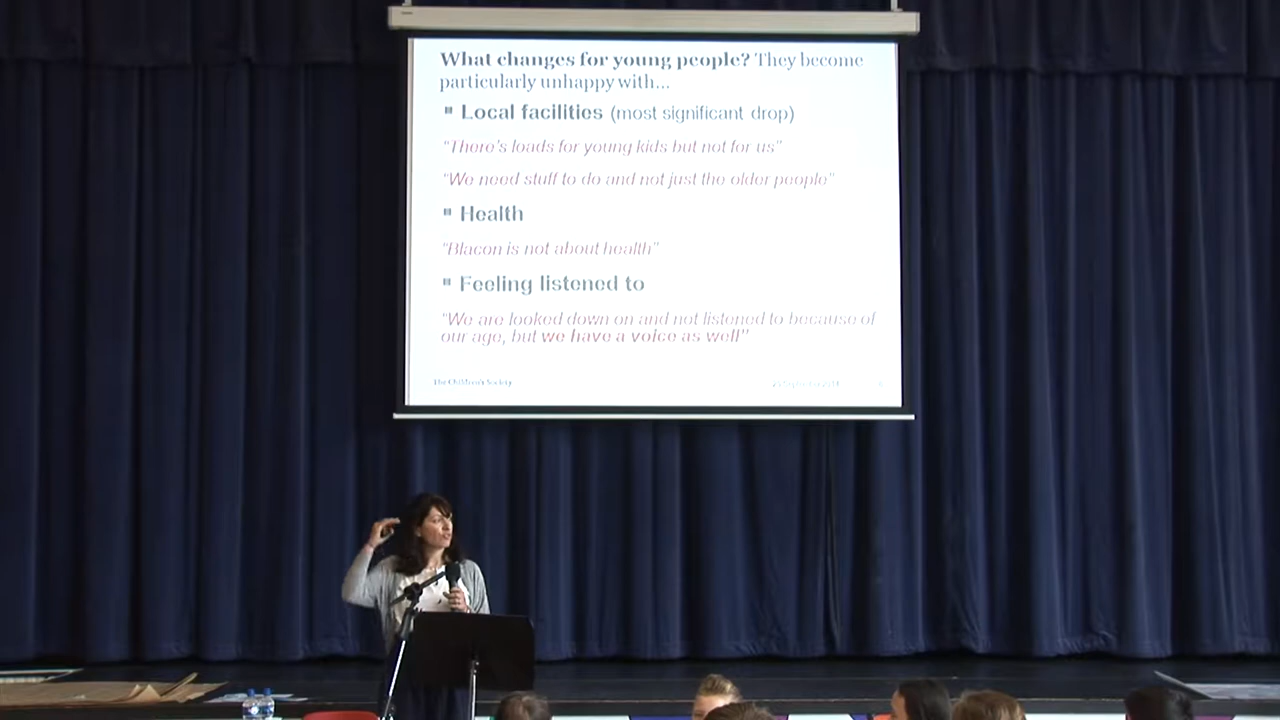 What changes for young people? They become
particularly unhappy with...
Local facilities (most significant drop)
"There's loads for young kids but not for us"
"We need stuff to do and not just the older people"
Health
"Blacon is not about health"
Feeling listened to
"We are looked down on and not listened to because of
our age, but we have a voice as well"
The Children's Society